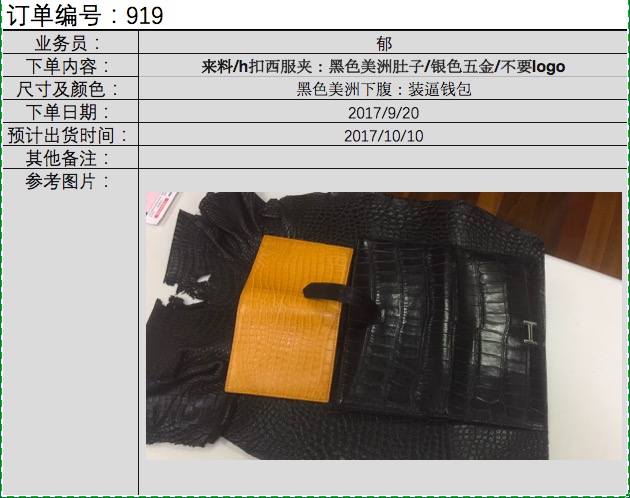 订单编号：919
业务员： 郁
下单内容： 来料/h扣西服夹：黑色美洲肚子/银色五金/不要logo
尺寸及颜色： 黑色美洲下腹：装逼钱包
下单日期： 2017/9/20
预计出货时间： 2017/10/10
其他备注：
参考图片：